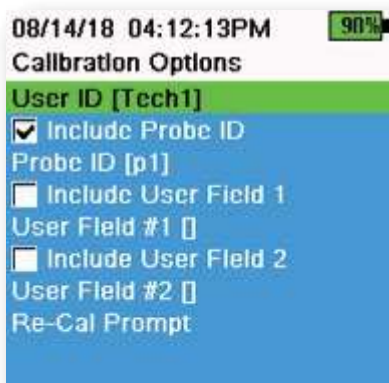 08/14/18 04:12:13PM 90%
Calibration Options
User ID [Tech1]
Include Probe ID
Probe ID [p1]
Include User Field 1
User Field #1 []
Include User Field 2
User Field #2 []
Re-Cal Prompt